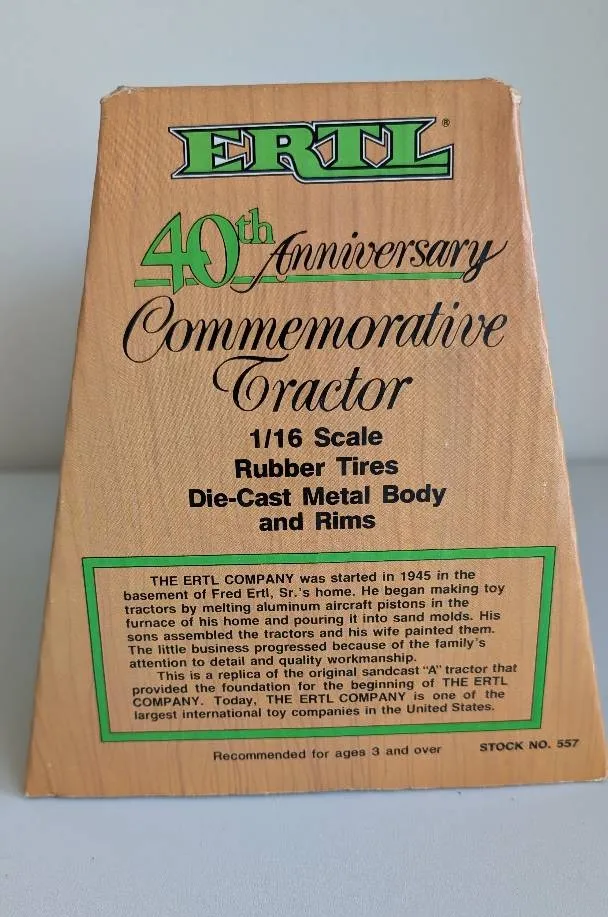 ERTL®
40th Anniversary
Commemorative
Tractor
1/16 Scale
Rubber Tires
Die-Cast Metal Body
and Rims
THE ERTL COMPANY was started in 1945 in the
basement of Fred Ertl, Sr.'s home. He began making toy
tractors by melting aluminum aircraft pistons in the
furnace of his home and pouring it into sand molds. His
sons assembled the tractors and his wife painted them.
The little business progressed because of the family's
attention to detail and quality workmanship.
This is a replica of the original sandcast "A" tractor that
provided the foundation for the beginning of THE ERTL
COMPANY. Today, THE ERTL COMPANY is one of the
largest international toy companies in the United States.
Recommended for ages 3 and over STOCK NO. 557